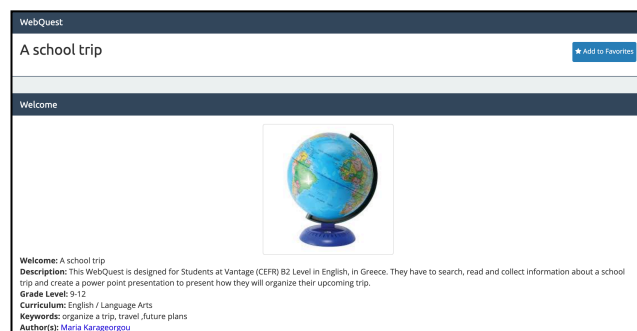 WebQuest
A school trip
★ Add to Favorites
Welcome
Welcome: A school trip
Description: This WebQuest is designed for Students at Vantage (CEFR) B2 Level in English, in Greece. They have to search, read and collect information about a school
trip and create a power point presentation to present how they will organize their upcoming trip.
Grade Level: 9-12
Curriculum: English / Language Arts
Keywords: organize a trip, travel ,future plans
Author(s): Maria Karageorgou